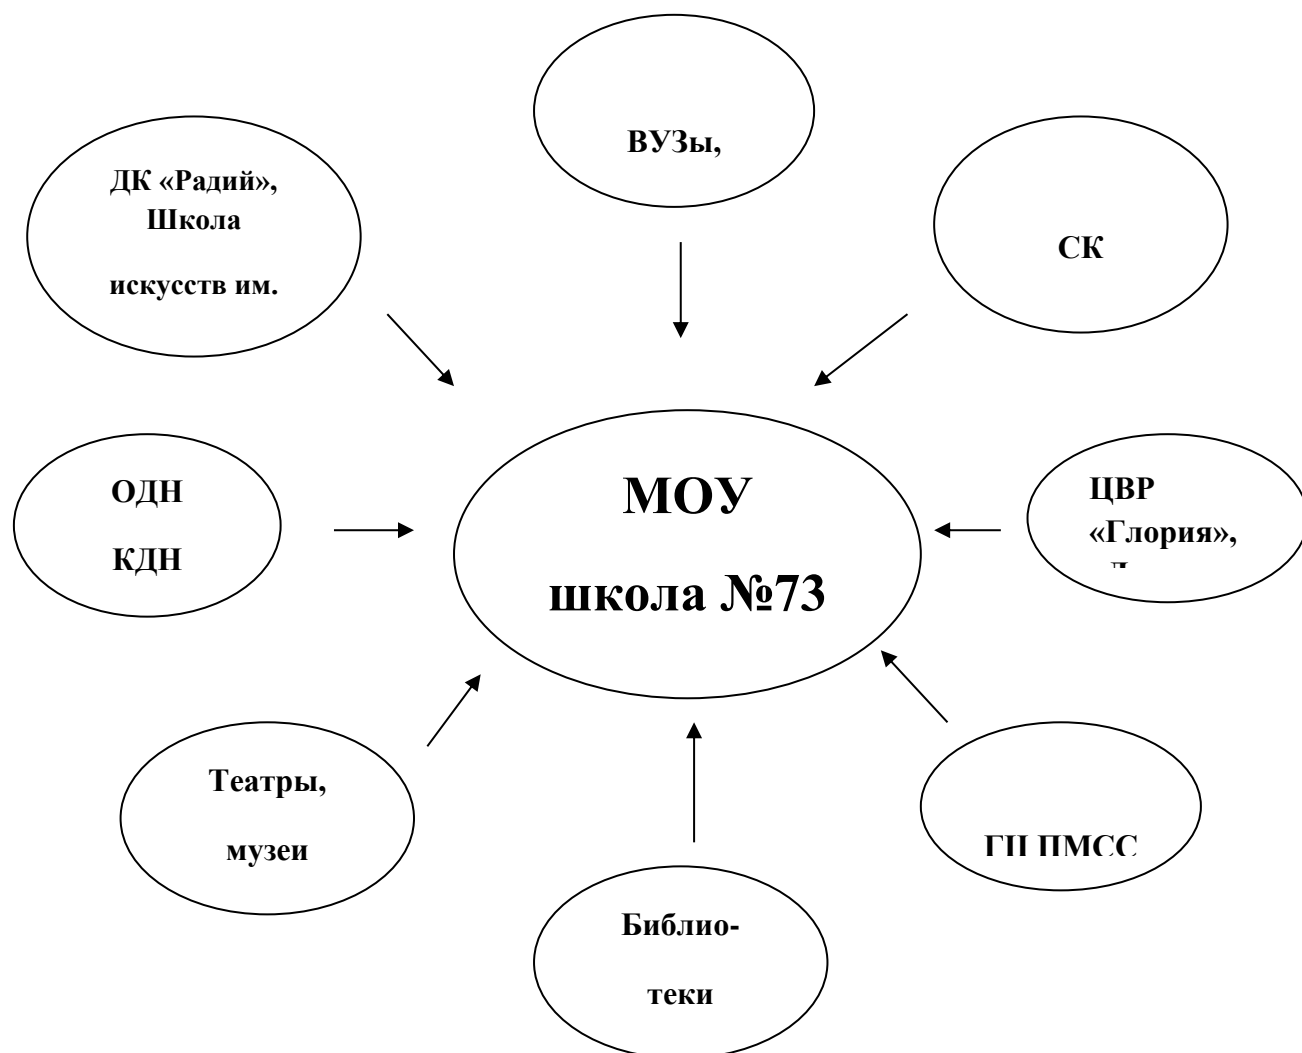 ВУЗы,
ДК «Радий»,
Школа
искусств им.
СК
МОУ
школа №73
ОДН
КДН
ЦВР
«Глория»,
Театры,
музеи
ГЦ ПМСС
Библио-
теки